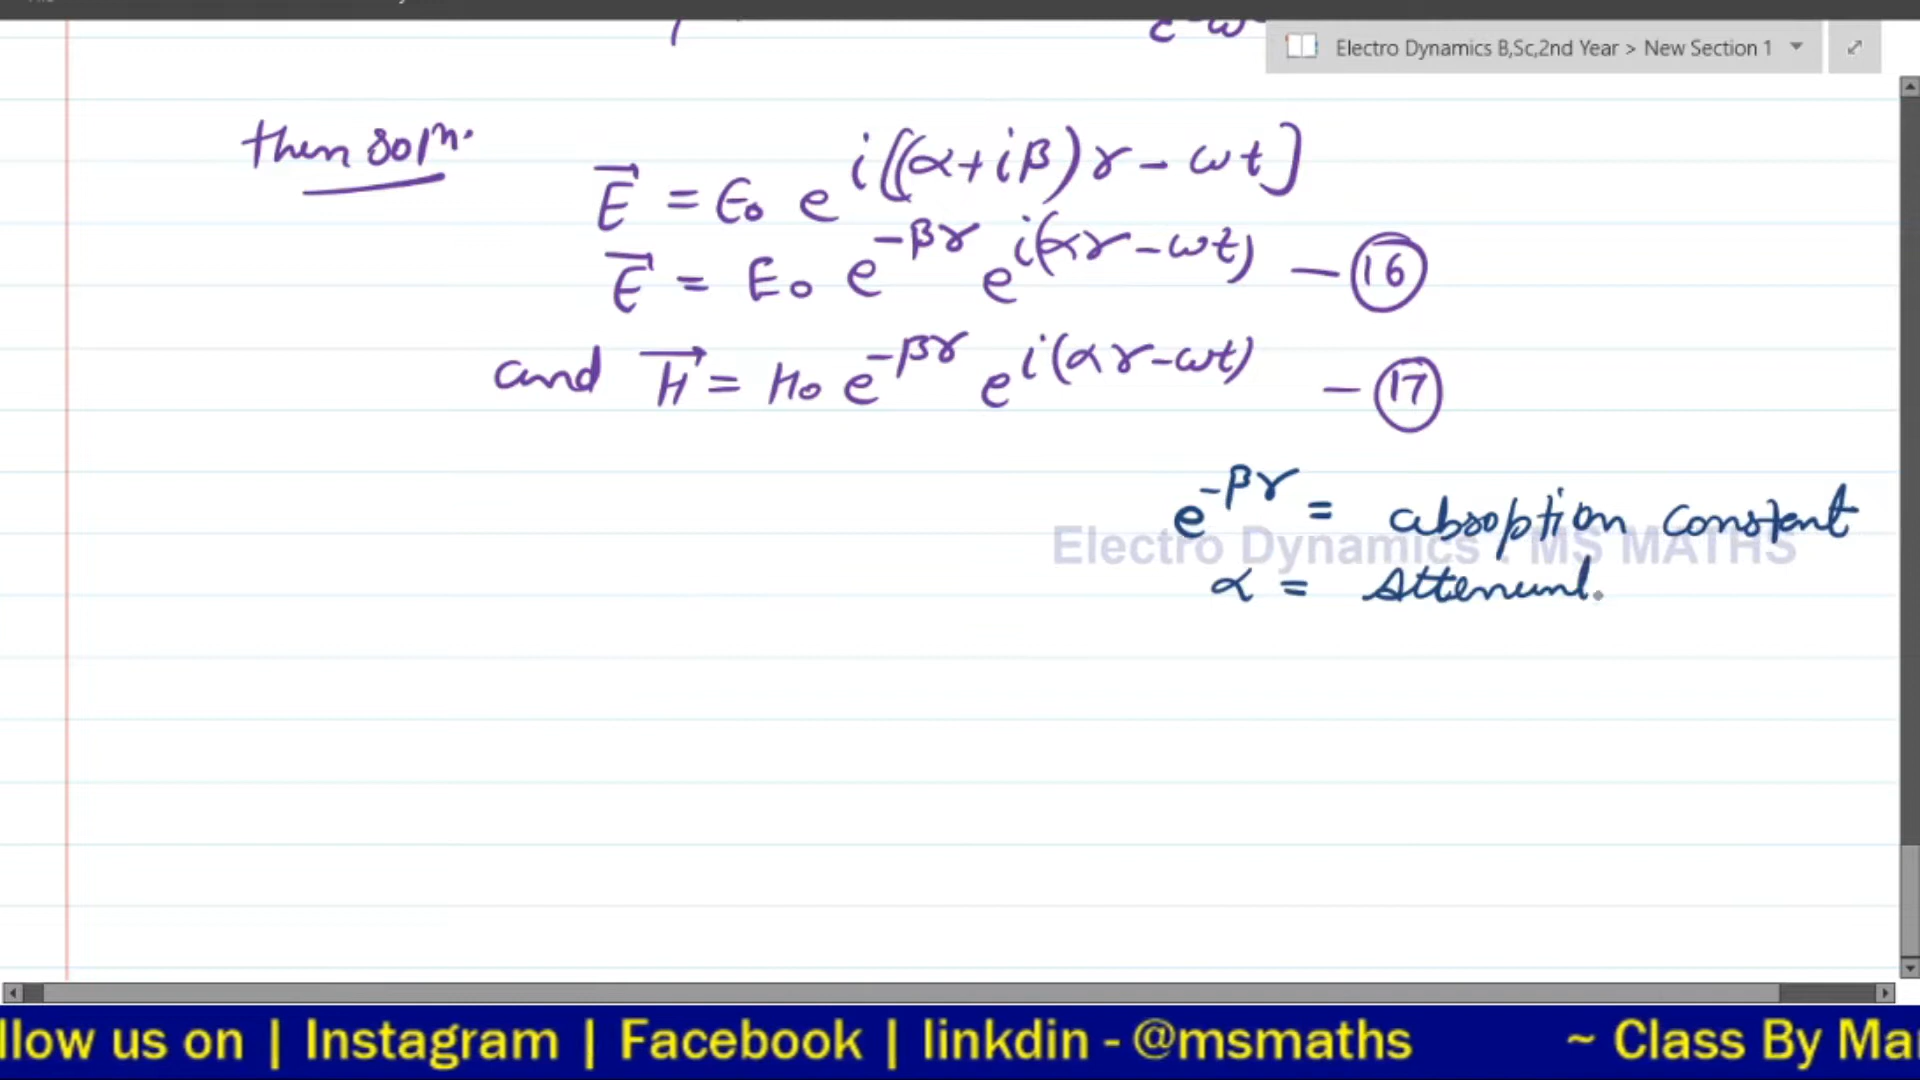 Electro Dynamics B,Sc,2nd Year > New Section 1
then solⁿ.
E⃗ = E₀ e^{i[(α+iβ)r - ωt]}
E⃗ = E₀ e^{-βr} e^{i(αr-ωt)} — ⑯
and H⃗ = H₀ e^{-βr} e^{i(αr-ωt)} — ⑰
e^{-βr} = absoption constent
Electro Dynamics : MS MATHS
α =
llow us on | Instagram | Facebook | linkdin - @msmaths ~ Class By Ma